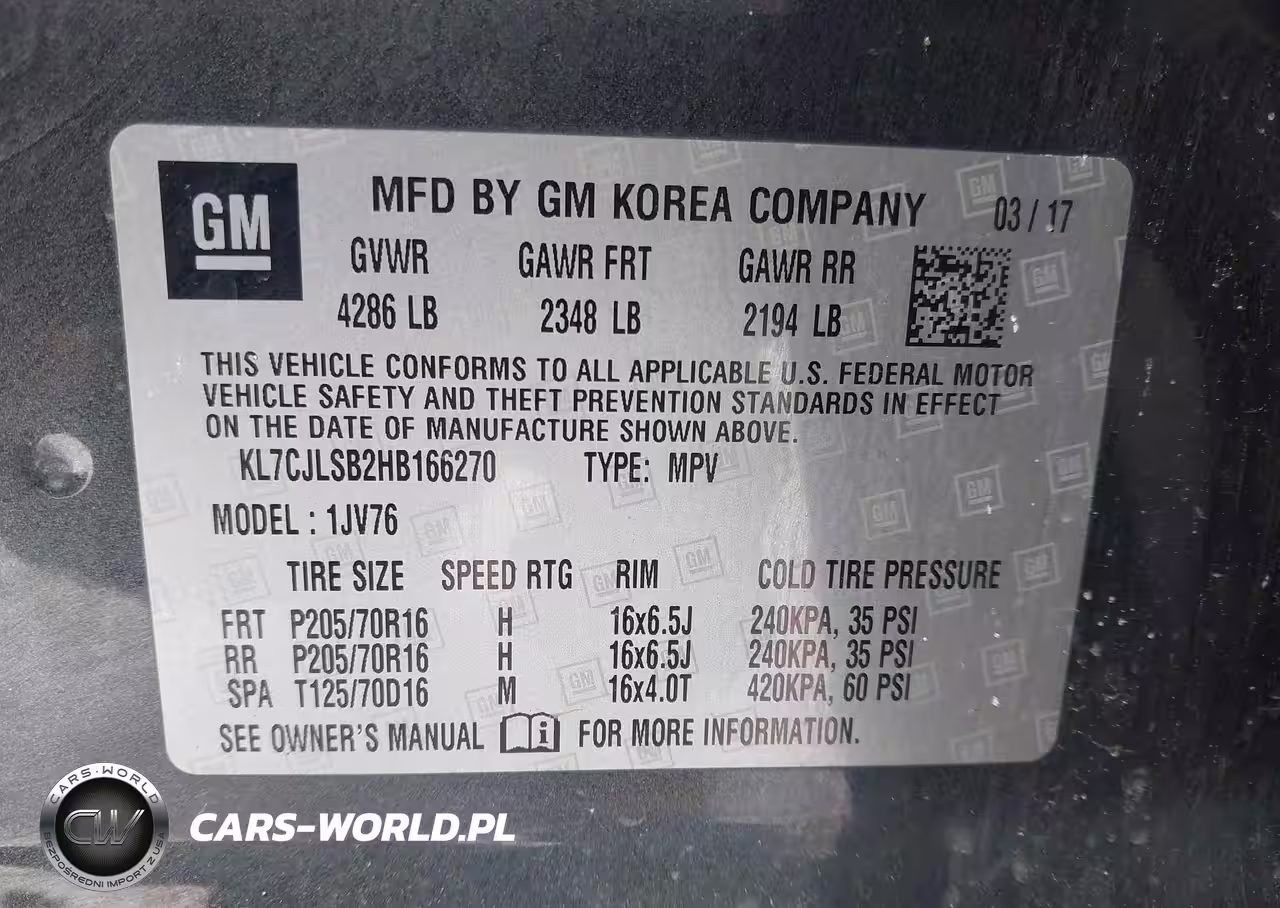 GM
MFD BY GM KOREA COMPANY 03 / 17
GVWR GAWR FRT GAWR RR
4286 LB 2348 LB 2194 LB
THIS VEHICLE CONFORMS TO ALL APPLICABLE U.S. FEDERAL MOTOR
VEHICLE SAFETY AND THEFT PREVENTION STANDARDS IN EFFECT
ON THE DATE OF MANUFACTURE SHOWN ABOVE.
KL7CJLSB2HB166270 TYPE: MPV
MODEL : 1JV76
TIRE SIZE SPEED RTG RIM COLD TIRE PRESSURE
FRT P205/70R16 H 16x6.5J 240KPA, 35 PSI
RR P205/70R16 H 16x6.5J 240KPA, 35 PSI
SPA T125/70D16 M 16x4.0T 420KPA, 60 PSI
SEE OWNER'S MANUAL FOR MORE INFORMATION.
CARS-WORLD
CW
BEZPOŚREDNI IMPORT Z USA
CARS-WORLD.PL